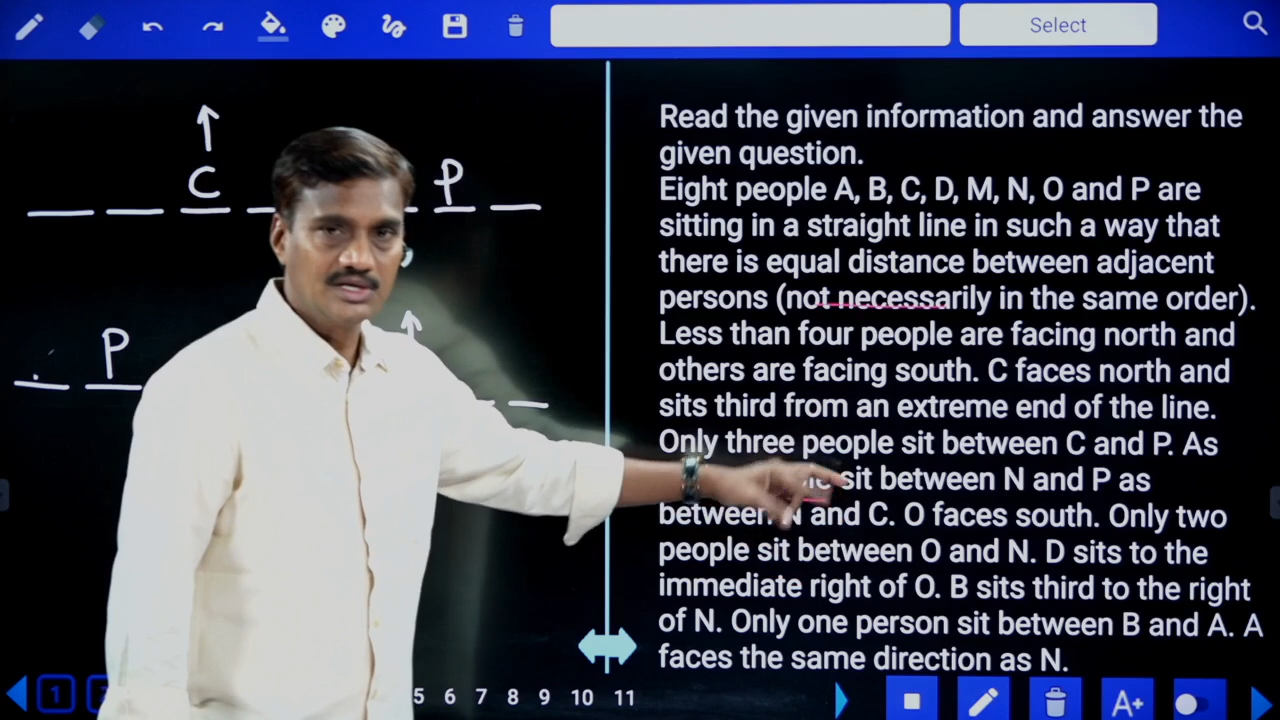 Select
C
P
P
Read the given information and answer the
given question.
Eight people A, B, C, D, M, N, O and P are
sitting in a straight line in such a way that
there is equal distance between adjacent
persons (not necessarily in the same order).
Less than four people are facing north and
others are facing south. C faces north and
sits third from an extreme end of the line.
Only three people sit between C and P. As
sit between N and P as
between N and C. O faces south. Only two
people sit between O and N. D sits to the
immediate right of O. B sits third to the right
of N. Only one person sit between B and A. A
faces the same direction as N.
1 5 6 7 8 9 10 11
A+